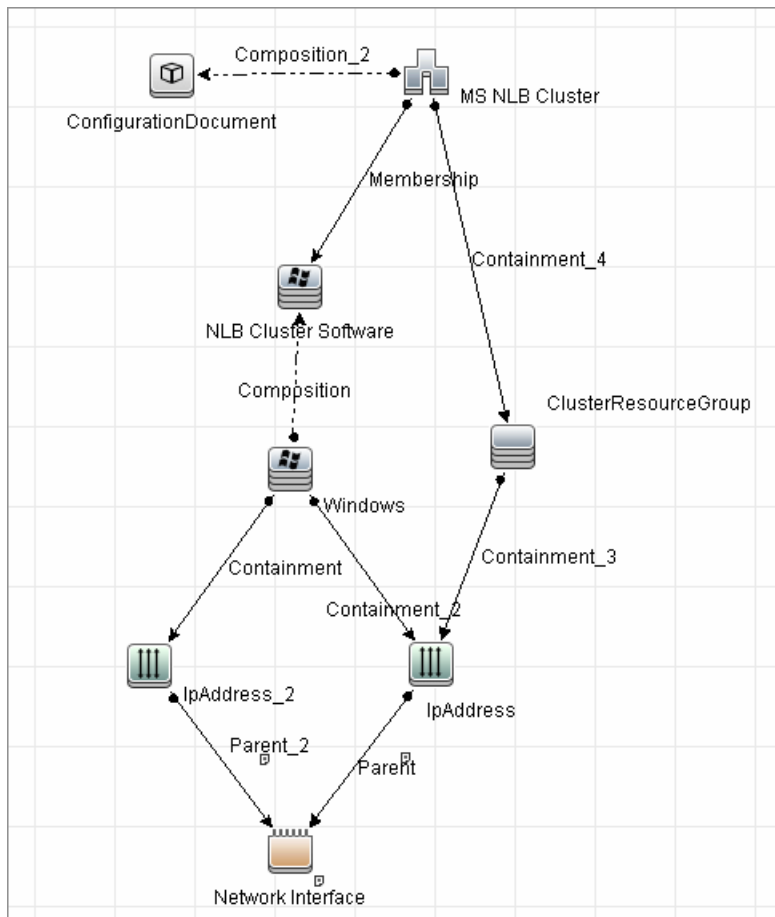 Composition_2
MS NLB Cluster
ConfigurationDocument
Membership
Containment_4
NLB Cluster Software
Composition
ClusterResourceGroup
Windows
Containment_3
Containment
Containment_2
IpAddress_2
IpAddress
Parent_2
Parent
Network Interface